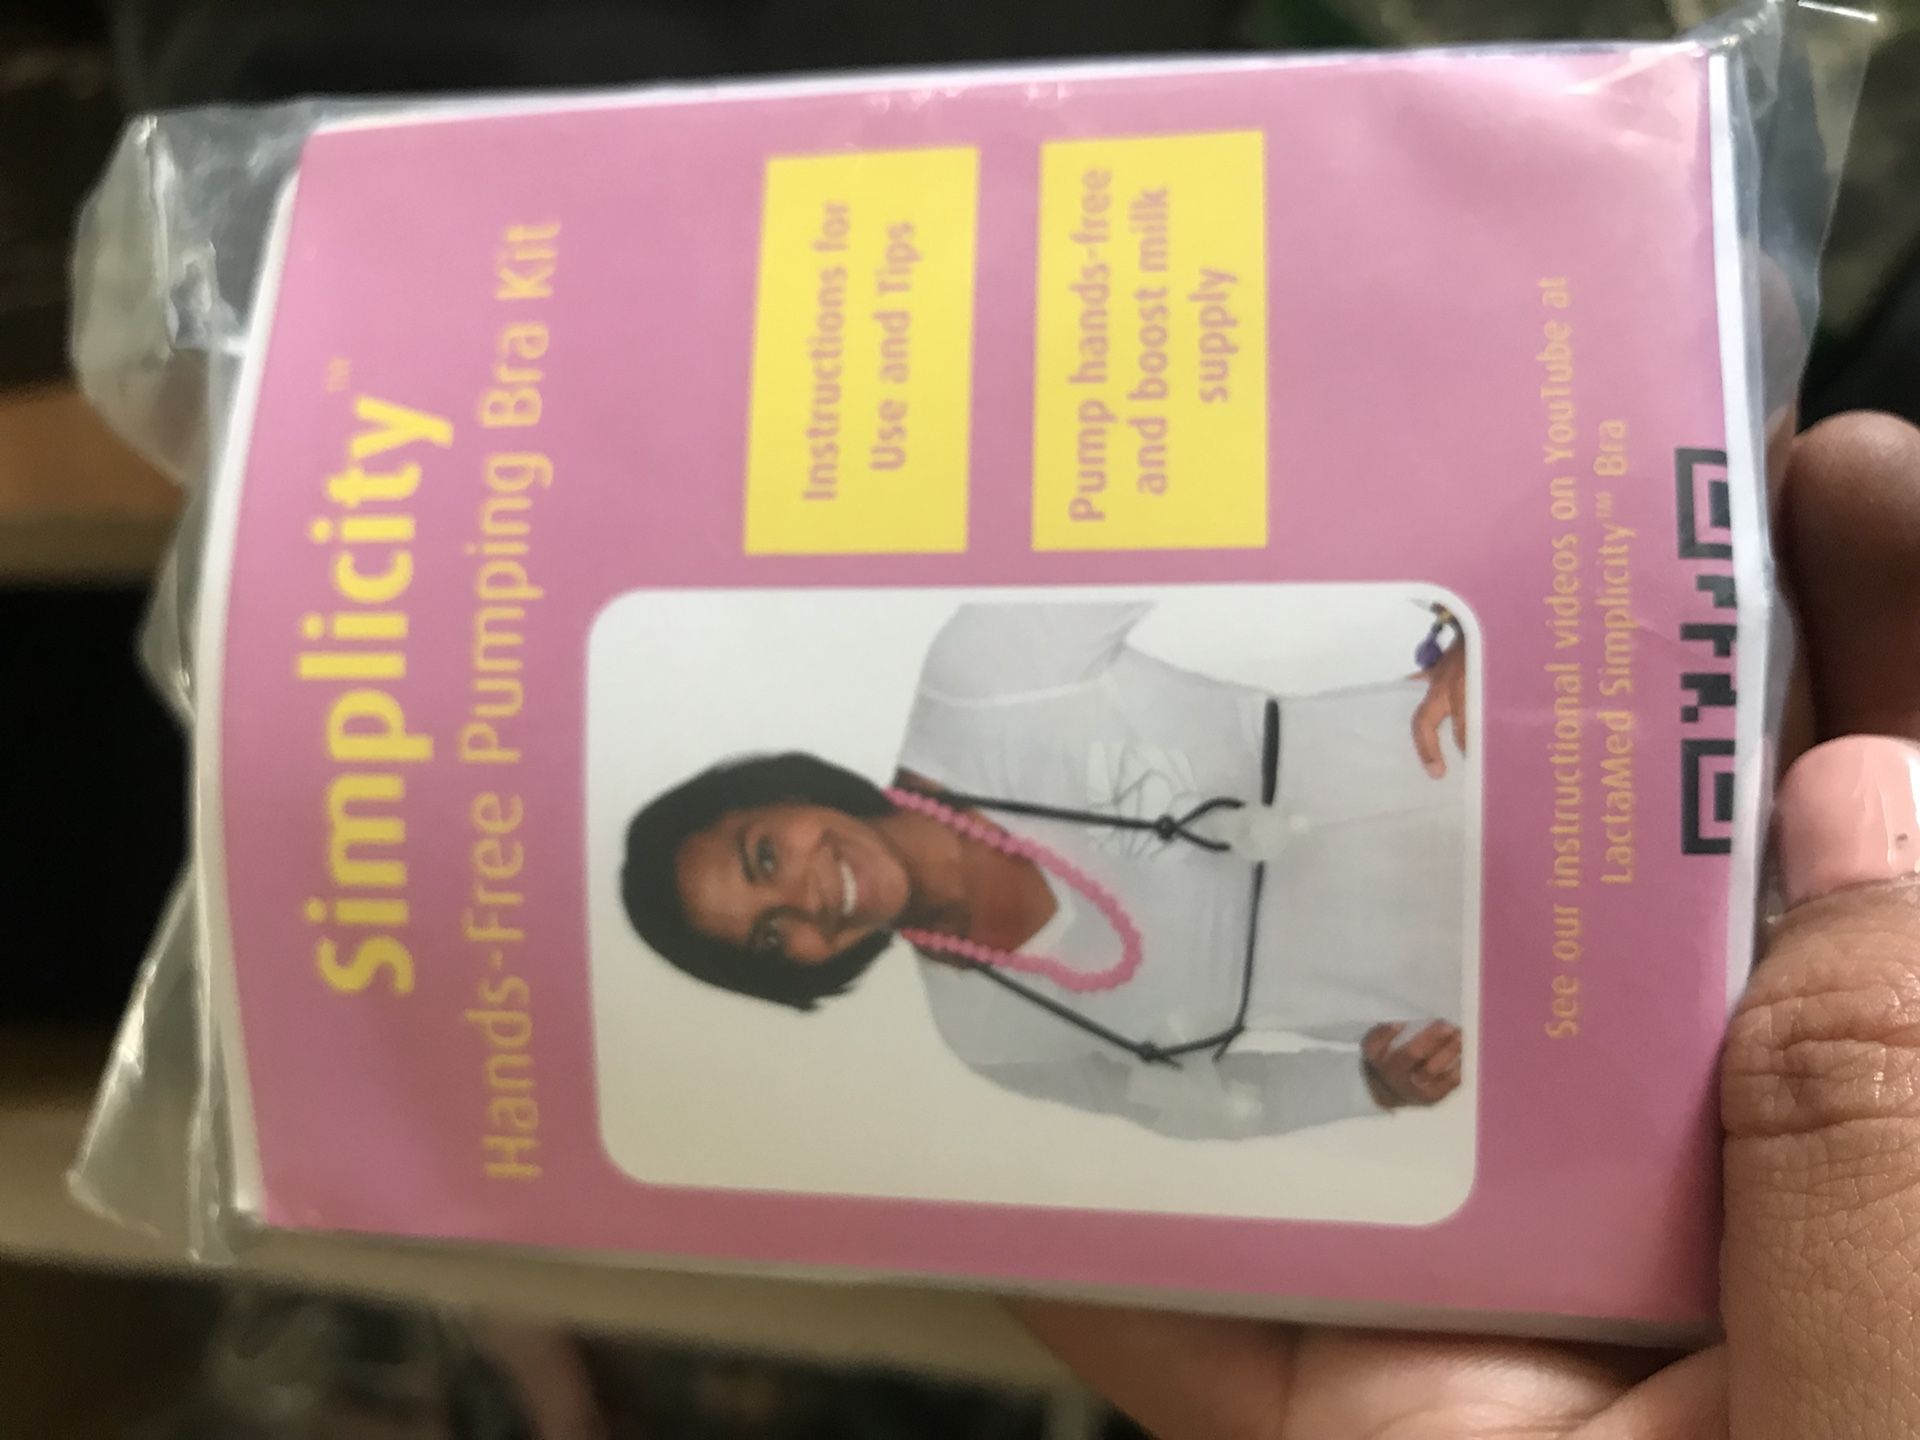 Simplicity™
Hands-Free Pumping Bra Kit
Instructions for
Use and Tips
Pump hands-free
and boost milk
supply
See our instructional videos on YouTube at
LactaMed Simplicity™ Bra